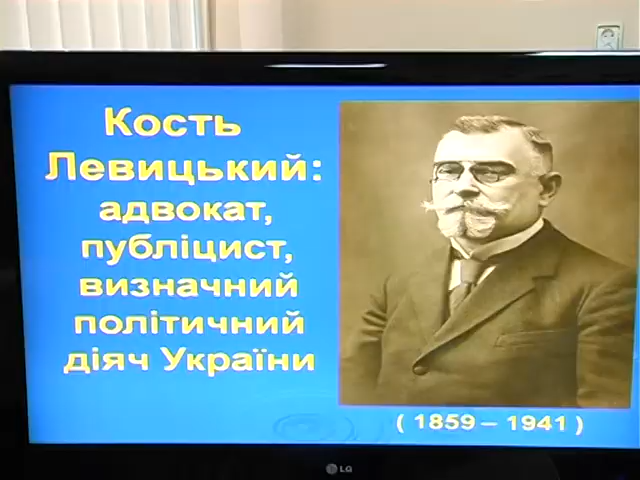 Кость
Левицький:
адвокат,
публіцист,
визначний
політичний
діяч України
( 1859 – 1941 )
LG